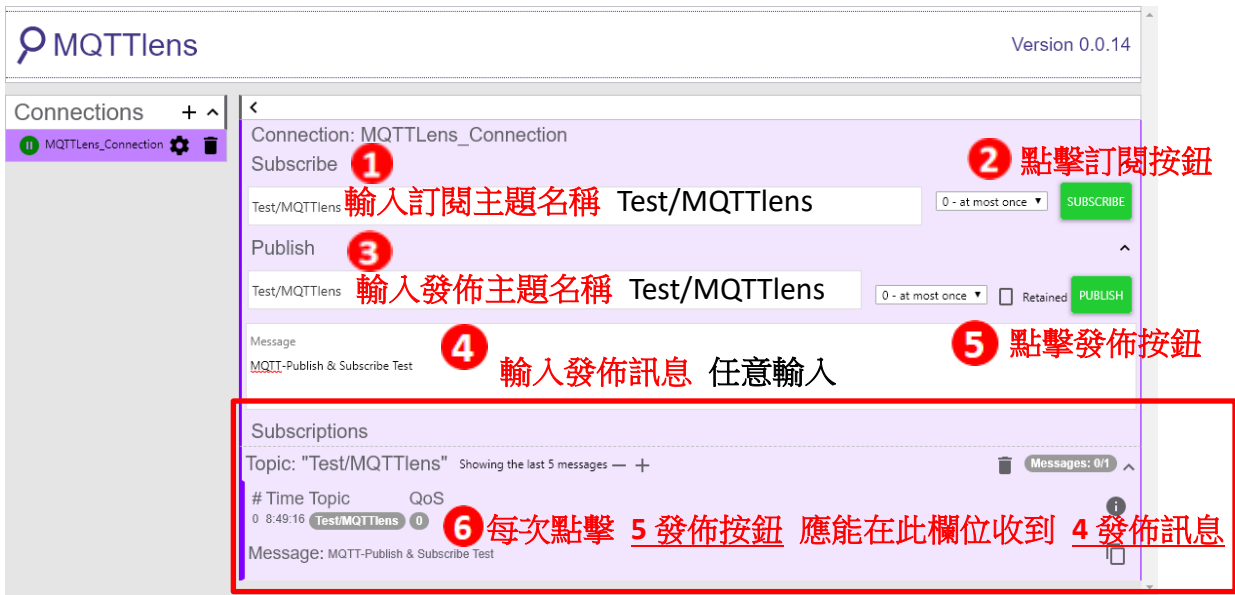 MQTTlens
Version 0.0.14
Connections + ^
MQTTLens_Connection
<
Connection: MQTTLens_Connection
Subscribe
1
2 點擊訂閱按鈕
Test/MQTTlens 輸入訂閱主題名稱 Test/MQTTlens
0 - at most once ▼
SUBSCRIBE
Publish
3
Test/MQTTlens 輸入發佈主題名稱 Test/MQTTlens
0 - at most once ▼
Retained
PUBLISH
Message
4
5 點擊發佈按鈕
MQTT-Publish & Subscribe Test
輸入發佈訊息 任意輸入
Subscriptions
Topic: "Test/MQTTlens" Showing the last 5 messages — +
Messages: 0/1
# Time Topic QoS
0 8:49:16 Test/MQTTlens 0
6 每次點擊 5 發佈按鈕 應能在此欄位收到 4 發佈訊息
Message: MQTT-Publish & Subscribe Test